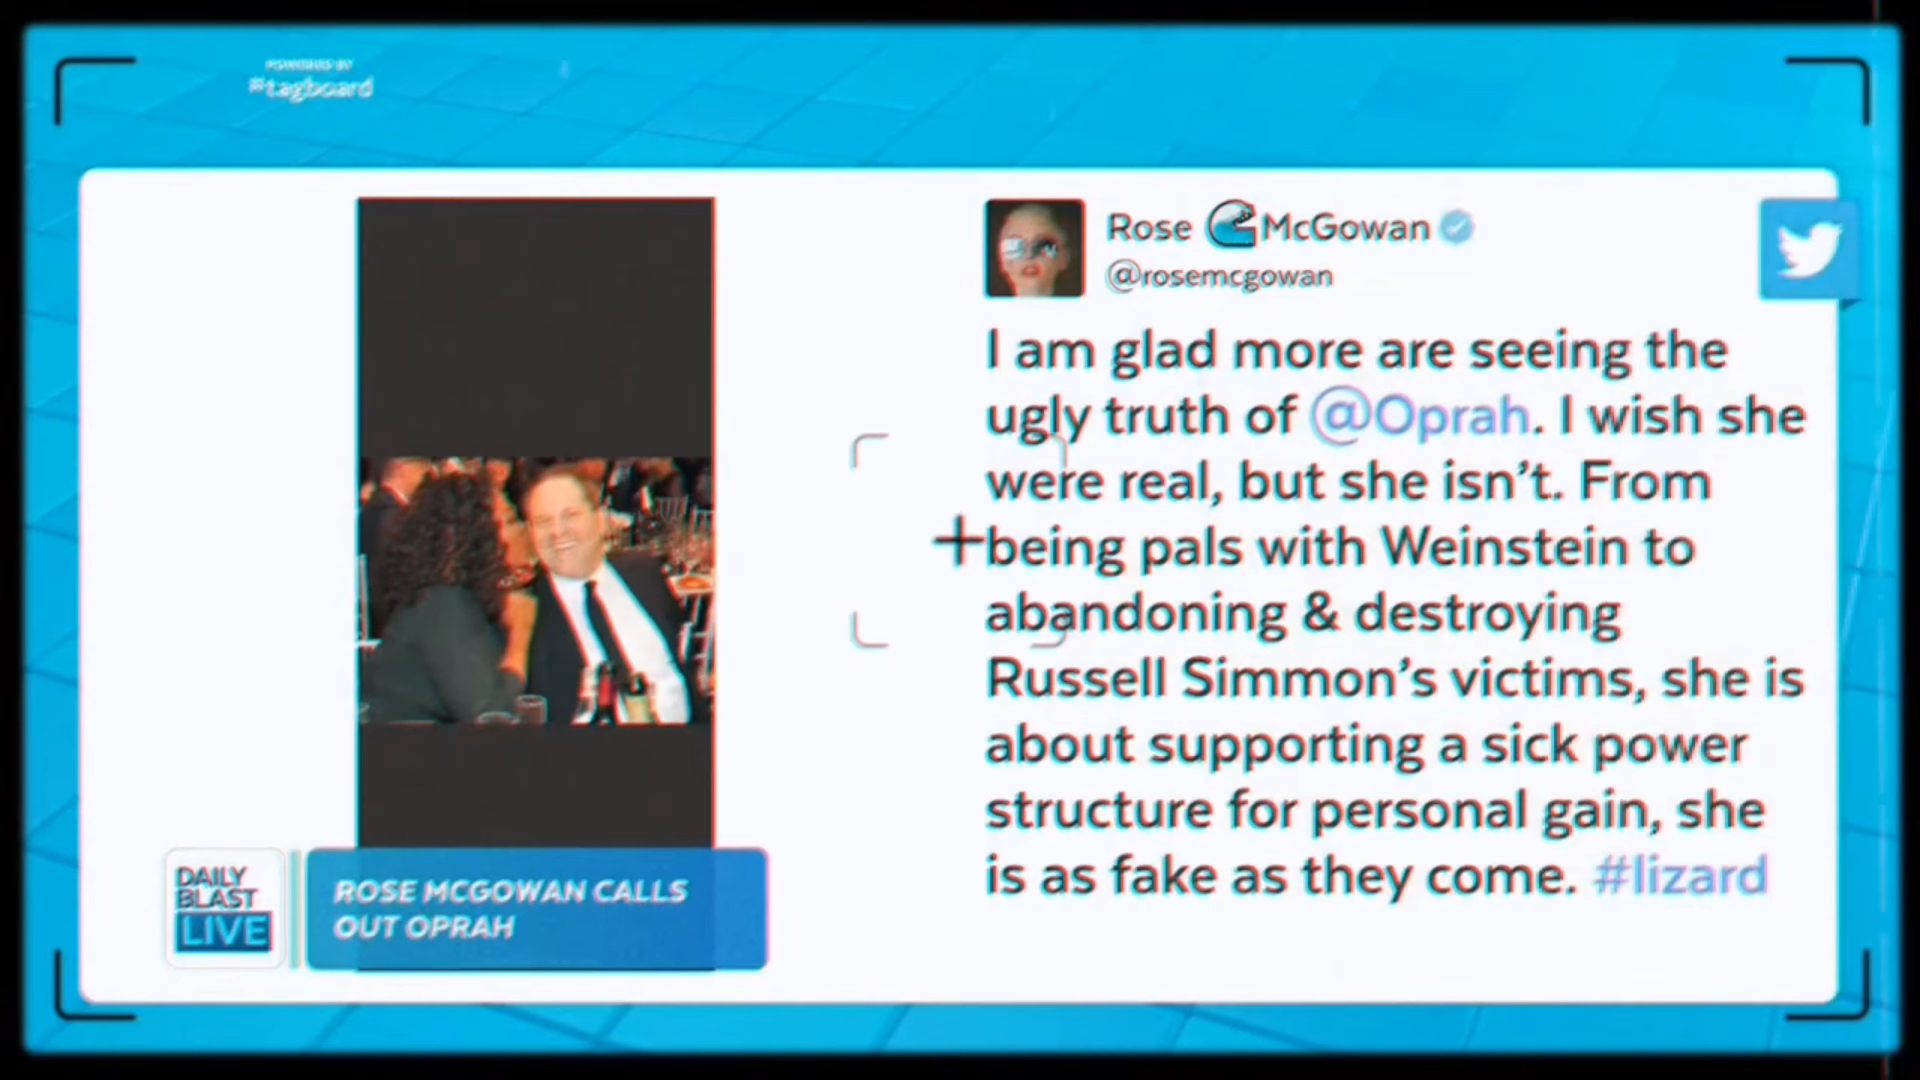 POWERED BY
#tagboard
Rose 🌊McGowan
@rosemcgowan
I am glad more are seeing the
ugly truth of @Oprah. I wish she
were real, but she isn’t. From
being pals with Weinstein to
abandoning & destroying
Russell Simmon’s victims, she is
about supporting a sick power
structure for personal gain, she
is as fake as they come. #lizard
DAILY
BLAST
LIVE
ROSE MCGOWAN CALLS
OUT OPRAH